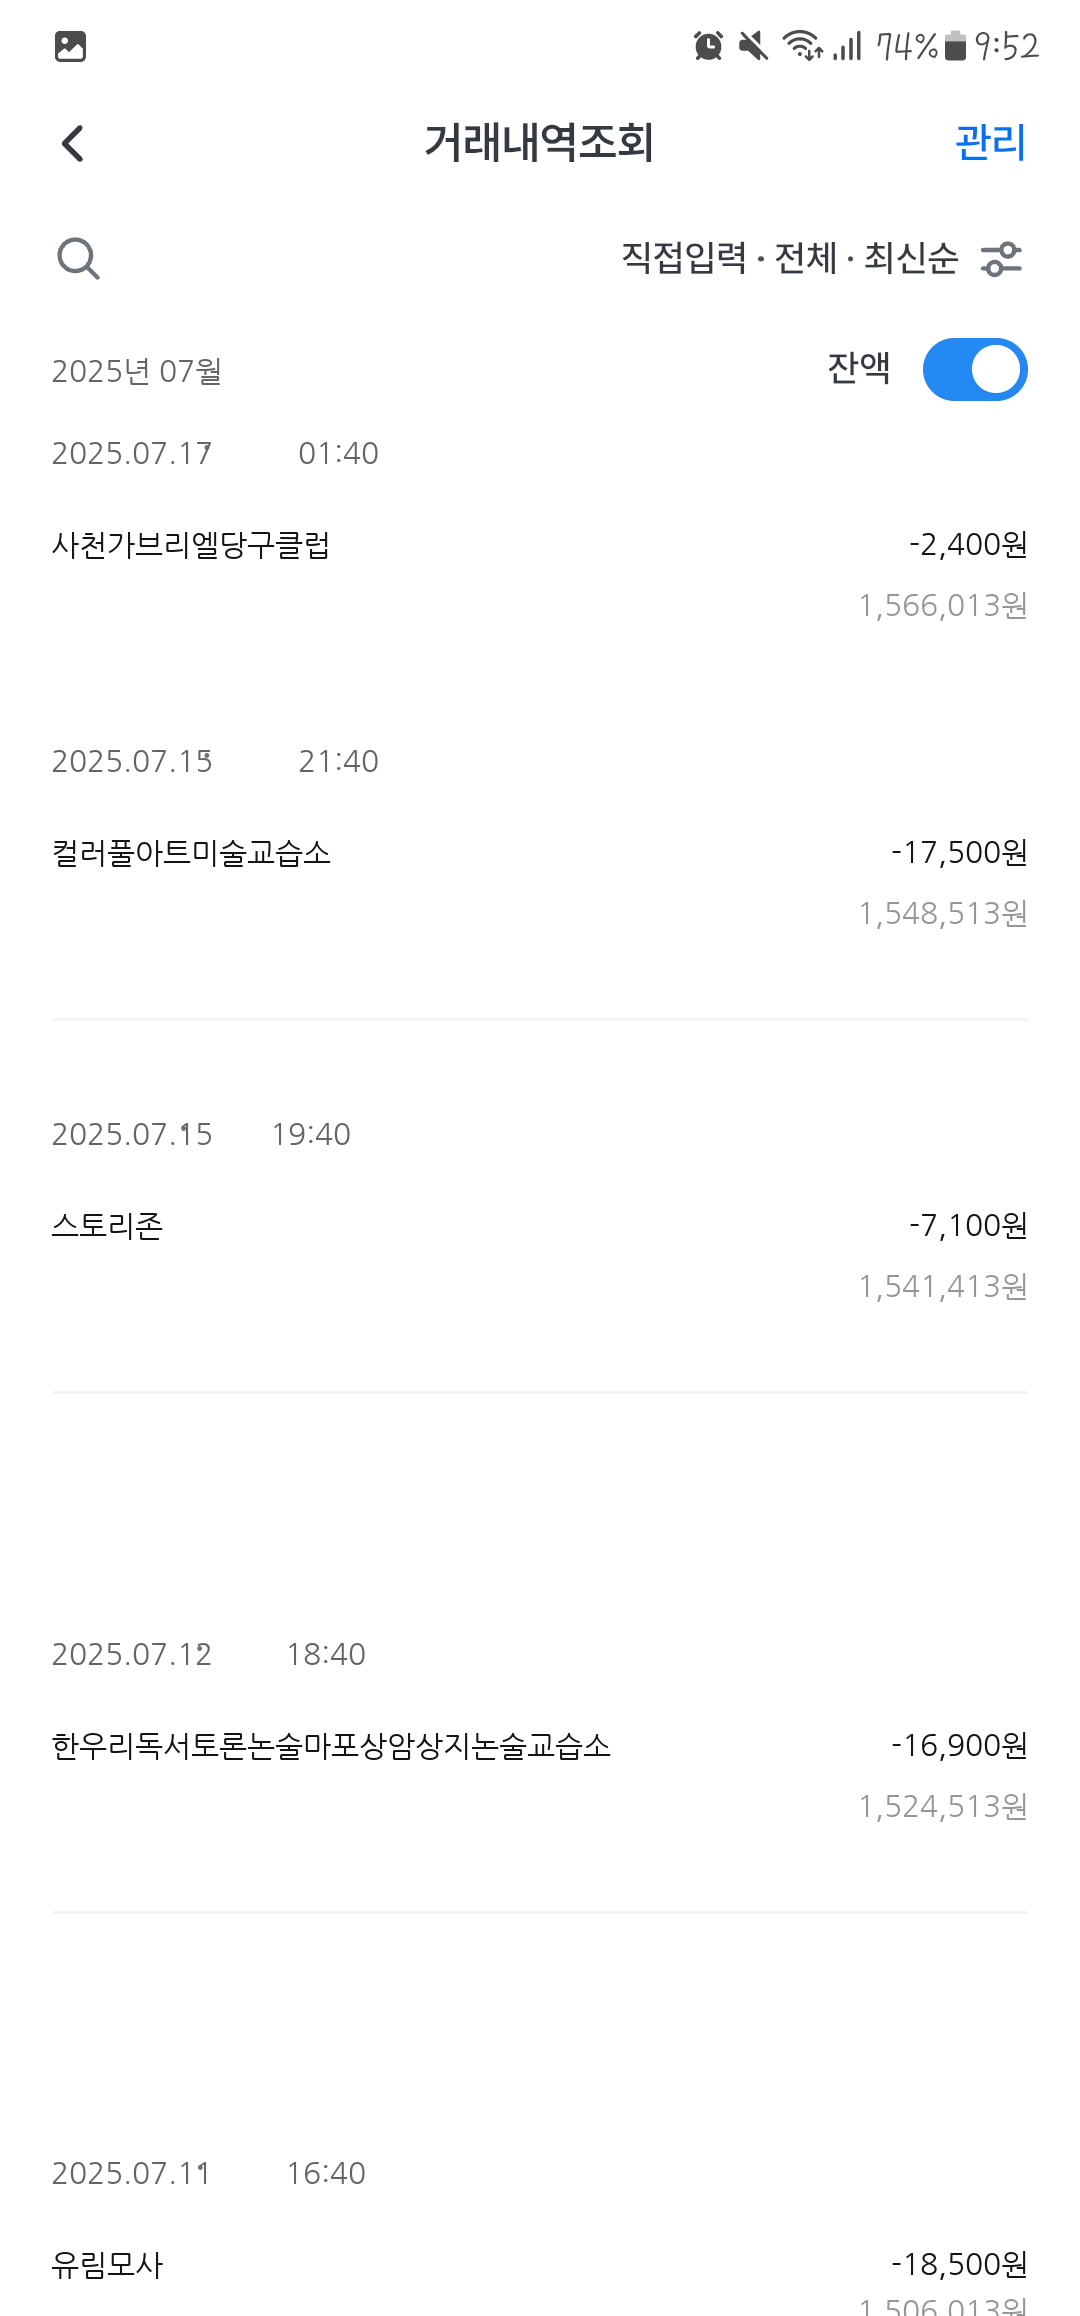 74% 9:52
거래내역조회 관리
직접입력 · 전체 · 최신순
2025년 07월 잔액
2025.07.17 01:40
사천가브리엘당구클럽 -2,400원
1,566,013원
2025.07.15 21:40
컬러풀아트미술교습소 -17,500원
1,548,513원
2025.07.15 19:40
스토리존 -7,100원
1,541,413원
2025.07.12 18:40
한우리독서토론논술마포상암상지논술교습소 -16,900원
1,524,513원
2025.07.11 16:40
유림모사 -18,500원
1,506,013원